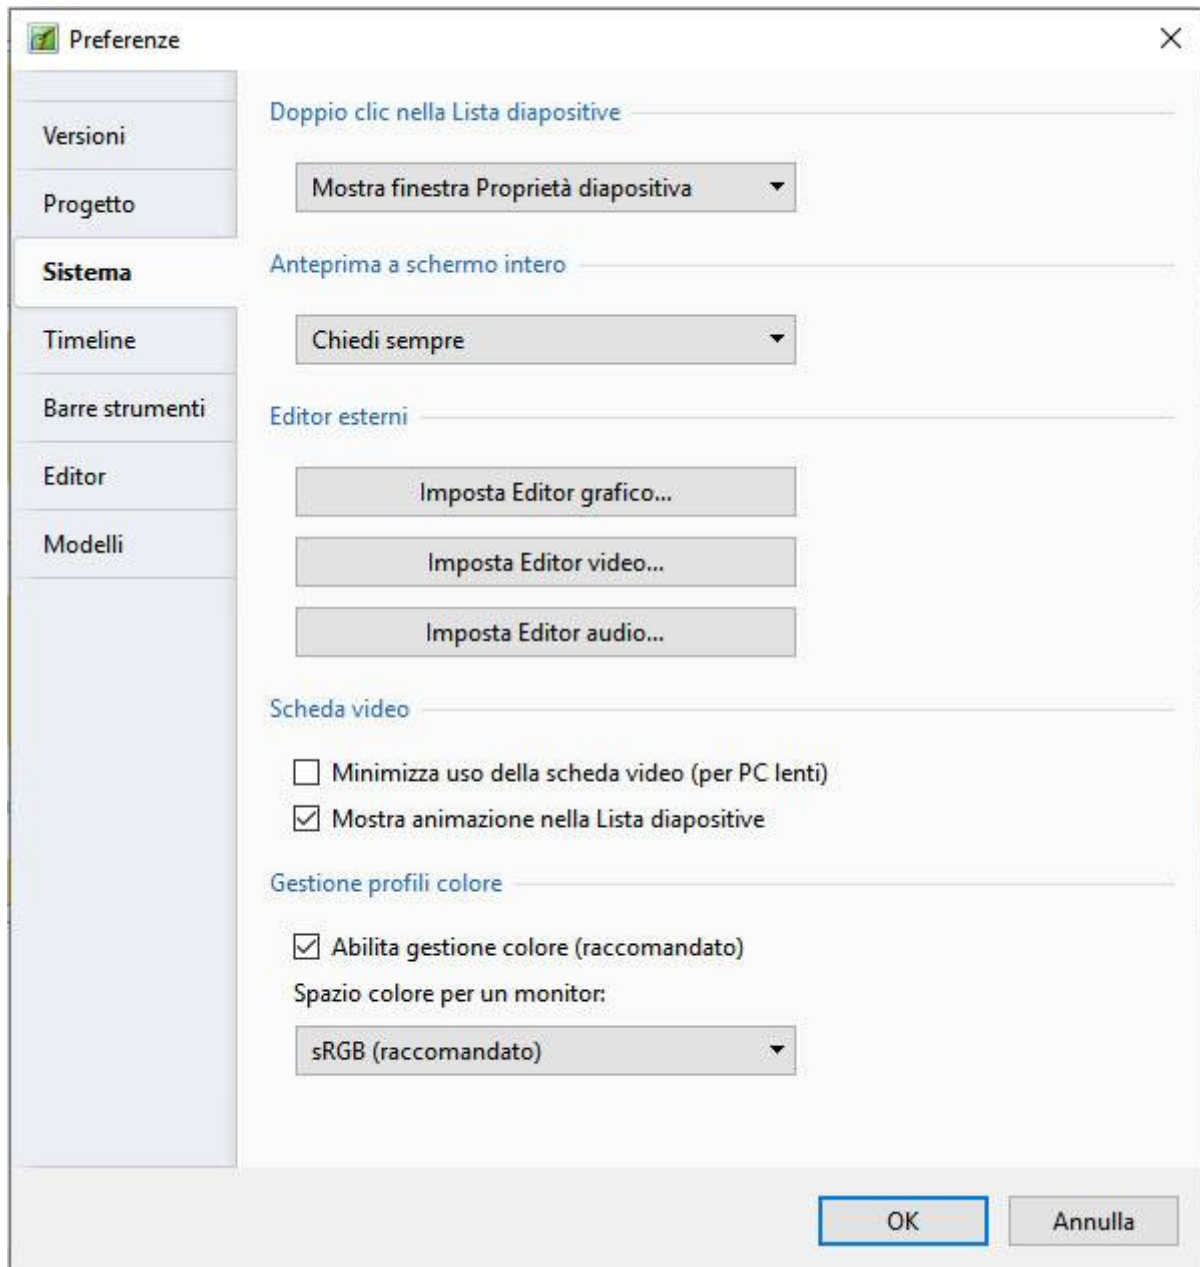 Preferenze
Versioni
Progetto
Sistema
Timeline
Barre strumenti
Editor
Modelli
Doppio clic nella Lista diapositive
Mostra finestra Proprietà diapositiva
Anteprima a schermo intero
Chiedi sempre
Editor esterni
Imposta Editor grafico...
Imposta Editor video...
Imposta Editor audio...
Scheda video
Minimizza uso della scheda video (per PC lenti)
Mostra animazione nella Lista diapositive
Gestione profili colore
Abilita gestione colore (raccomandato)
Spazio colore per un monitor:
sRGB (raccomandato)
OK
Annulla